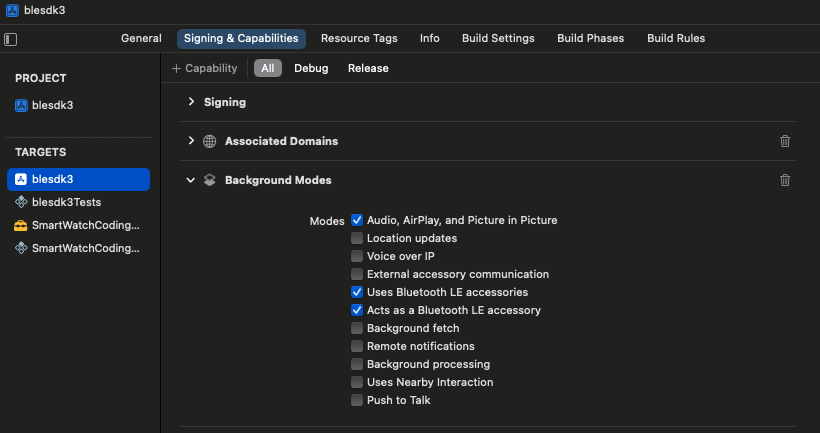 blesdk3
General Signing & Capabilities Resource Tags Info Build Settings Build Phases Build Rules
PROJECT
blesdk3
TARGETS
blesdk3
blesdk3Tests
SmartWatchCoding...
SmartWatchCoding...
+ Capability All Debug Release
Signing
Associated Domains
Background Modes
Modes Audio, AirPlay, and Picture in Picture
Location updates
Voice over IP
External accessory communication
Uses Bluetooth LE accessories
Acts as a Bluetooth LE accessory
Background fetch
Remote notifications
Background processing
Uses Nearby Interaction
Push to Talk